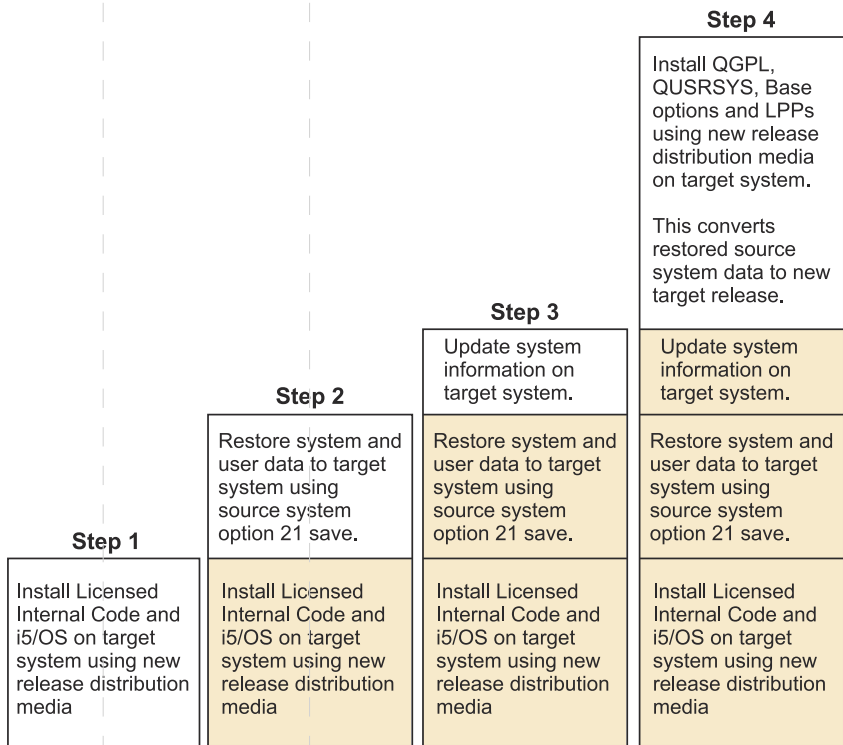 Step 1
Install Licensed
Internal Code and
i5/OS on target
system using new
release distribution
media
Step 2
Restore system and
user data to target
system using
source system
option 21 save.
Install Licensed
Internal Code and
i5/OS on target
system using new
release distribution
media
Step 3
Update system
information on
target system.
Restore system and
user data to target
system using
source system
option 21 save.
Install Licensed
Internal Code and
i5/OS on target
system using new
release distribution
media
Step 4
Install QGPL,
QUSRSYS, Base
options and LPPs
using new release
distribution media
on target system.
This converts
restored source
system data to new
target release.
Update system
information on
target system.
Restore system and
user data to target
system using
source system
option 21 save.
Install Licensed
Internal Code and
i5/OS on target
system using new
release distribution
media